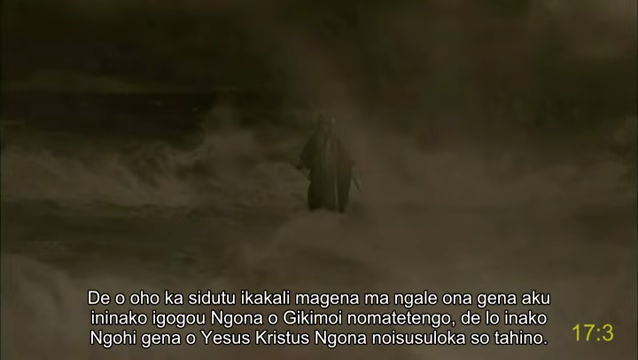 De o oho ka sidutu ikakali magena ma ngale ona gena aku
ininako igogou Ngona o Gikimoi nomatetengo, de lo inako
Ngohi gena o Yesus Kristus Ngona noisusuloka so tahino.
17:3